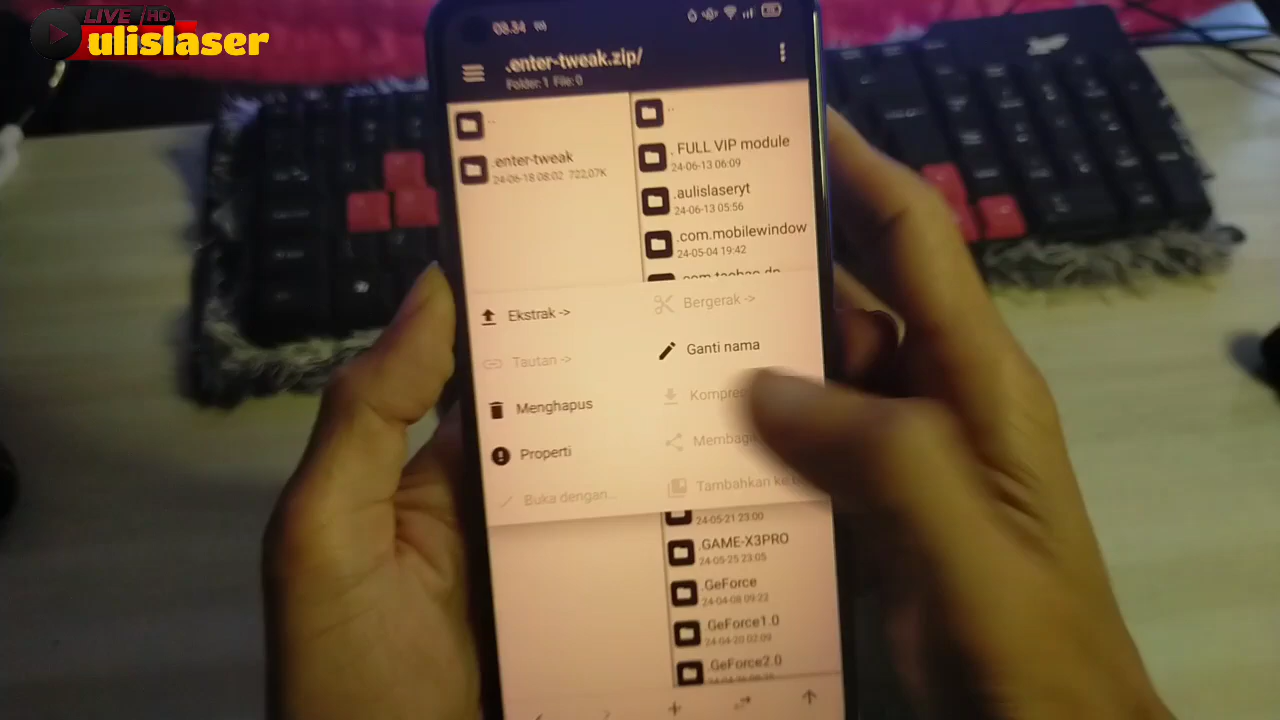 LIVE HD
ulislaser
08.34
.enter-tweak.zip/
Folder: 1 File: 0
..
.enter-tweak
24-06-18 08:02 722,07K
..
. FULL VIP module
24-06-13 06:09
.aulislaseryt
24-06-13 05:56
.com.mobilewindow
24-05-04 19:42
Ekstrak ->
Bergerak ->
Tautan ->
Ganti nama
Menghapus
Properti
Buka dengan...
Tambahkan ke
24-05-21 23:00
.GAME-X3PRO
24-05-25 23:05
.GeForce
24-04-08 09:22
.GeForce1.0
24-04-20 02:09
.GeForce2.0